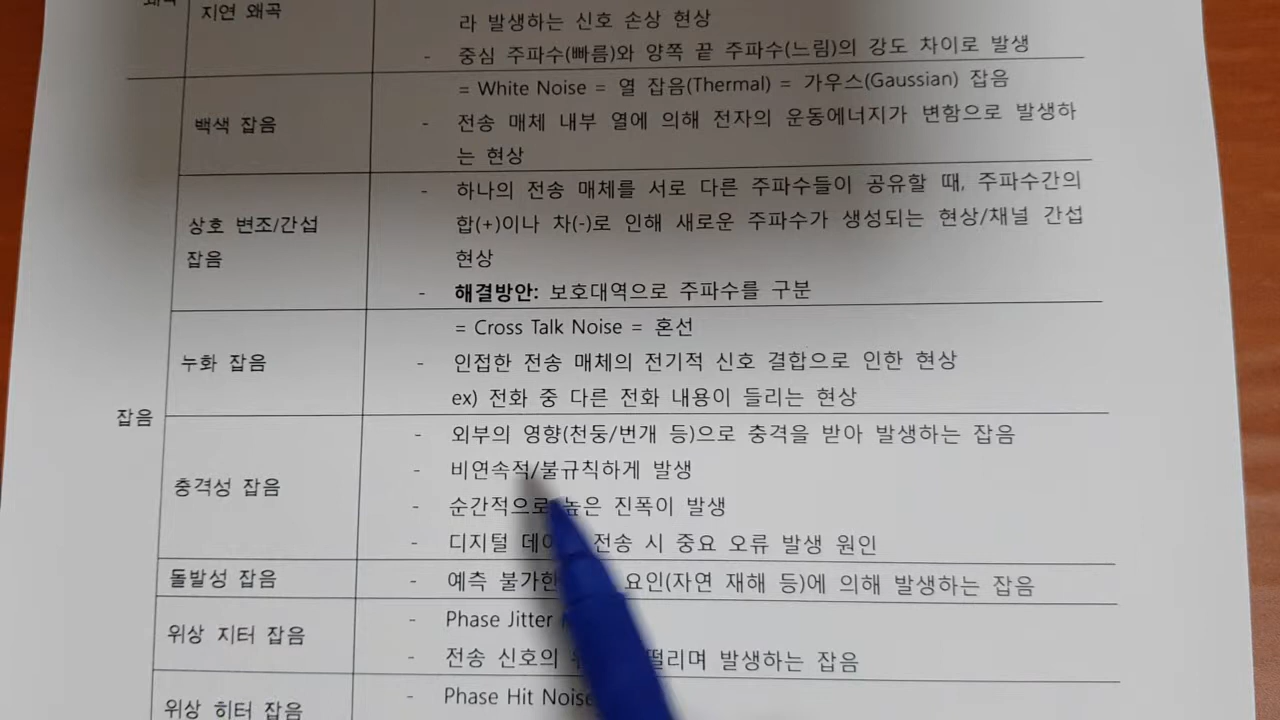 지연 왜곡
라 발생하는 신호 손상 현상
- 중심 주파수(빠름)와 양쪽 끝 주파수(느림)의 강도 차이로 발생
잡음
백색 잡음
= White Noise = 열 잡음(Thermal) = 가우스(Gaussian) 잡음
- 전송 매체 내부 열에 의해 전자의 운동에너지가 변함으로 발생하
는 현상
상호 변조/간섭
잡음
- 하나의 전송 매체를 서로 다른 주파수들이 공유할 때, 주파수간의
합(+)이나 차(-)로 인해 새로운 주파수가 생성되는 현상/채널 간섭
현상
- 해결방안: 보호대역으로 주파수를 구분
누화 잡음
= Cross Talk Noise = 혼선
- 인접한 전송 매체의 전기적 신호 결합으로 인한 현상
ex) 전화 중 다른 전화 내용이 들리는 현상
충격성 잡음
- 외부의 영향(천둥/번개 등)으로 충격을 받아 발생하는 잡음
- 비연속적/불규칙하게 발생
- 순간적으로 높은 진폭이 발생
- 디지털 전송 시 중요 오류 발생 원인
돌발성 잡음
- 예측 불가한 요인(자연 재해 등)에 의해 발생하는 잡음
위상 지터 잡음
- Phase Jitter
- 전송 신호의 떨리며 발생하는 잡음
위상 히터 잡음
- Phase Hit Noise